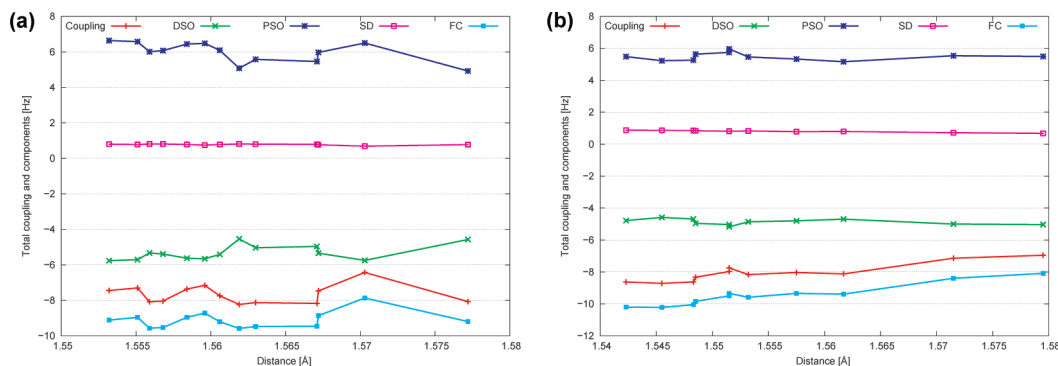 (a)
Coupling DSO PSO SD FC
Total coupling and components [Hz]
8
6
4
2
0
−2
−4
−6
−8
−10
1.55 1.555 1.56 1.565 1.57 1.575 1.58
Distance [Å]
(b)
Coupling DSO PSO SD FC
Total coupling and components [Hz]
8
6
4
2
0
−2
−4
−6
−8
−10
−12
1.54 1.545 1.55 1.555 1.56 1.565 1.57 1.575 1.58
Distance [Å]